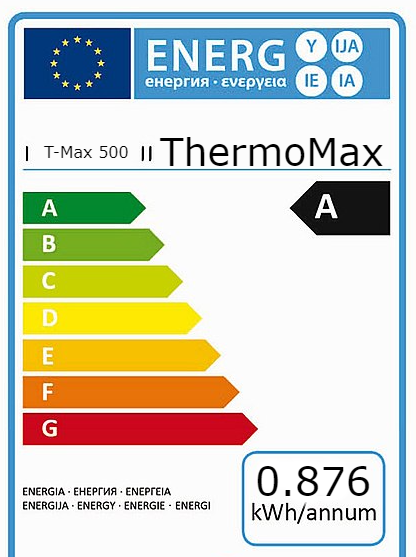 ENERG Y IJA
енергия · ενεργεια IE IA
I T-Max 500 II ThermoMax
A A
B
C
D
E
F
G
0.876
kWh/annum
ENERGIA · ЕНЕРГИЯ · ΕΝΕΡΓΕΙΑ
ENERGIJA · ENERGY · ENERGIE · ENERGI